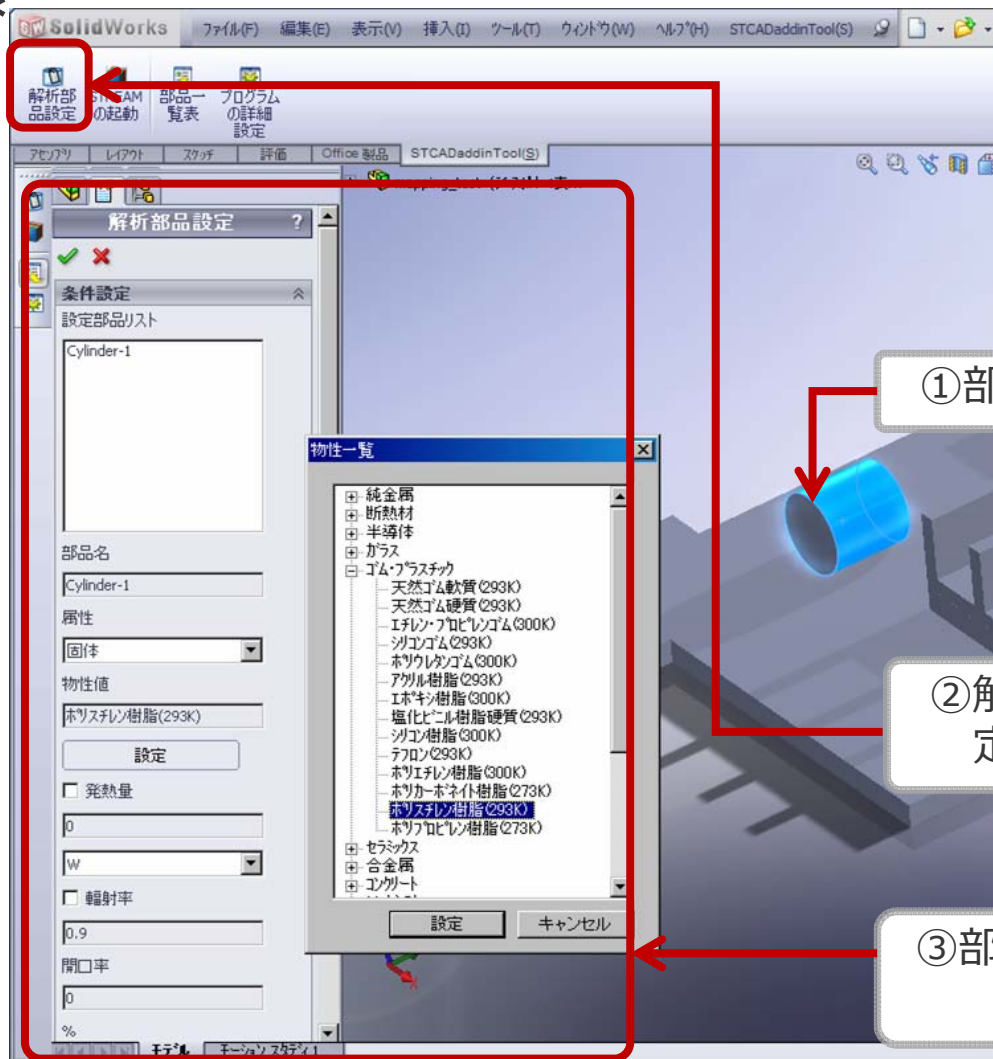 SolidWorks ファイル(F) 編集(E) 表示(V) 挿入(I) ツール(T) ウィンドウ(W) ヘルプ(H) STCADaddinTool(S)
解析部品設定
STREAMの起動
部品一覧表
プログラムの詳細設定
アセンブリ レイアウト スケッチ 評価 Office 製品 STCADaddinTool(S)
解析部品設定 ?
条件設定
設定部品リスト
Cylinder-1
部品名
Cylinder-1
属性
固体
物性値
ポリスチレン樹脂(293K)
設定
発熱量
0
W
輻射率
0.9
開口率
0
%
モデル モーション スタディ 1
物性一覧
純金属
断熱材
半導体
ガラス
ゴム・プラスチック
天然ゴム軟質(293K)
天然ゴム硬質(293K)
エチレン・プロピレンゴム(300K)
シリコンゴム(293K)
ポリウレタンゴム(300K)
アクリル樹脂(293K)
エポキシ樹脂(300K)
塩化ビニル樹脂硬質(293K)
シリコン樹脂(300K)
テフロン(293K)
ポリエチレン樹脂(300K)
ポリカーボネイト樹脂(273K)
ポリスチレン樹脂(293K)
ポリプロピレン樹脂(273K)
セラミックス
合金属
コンクリート
設定 キャンセル
①部
②解
定
③部